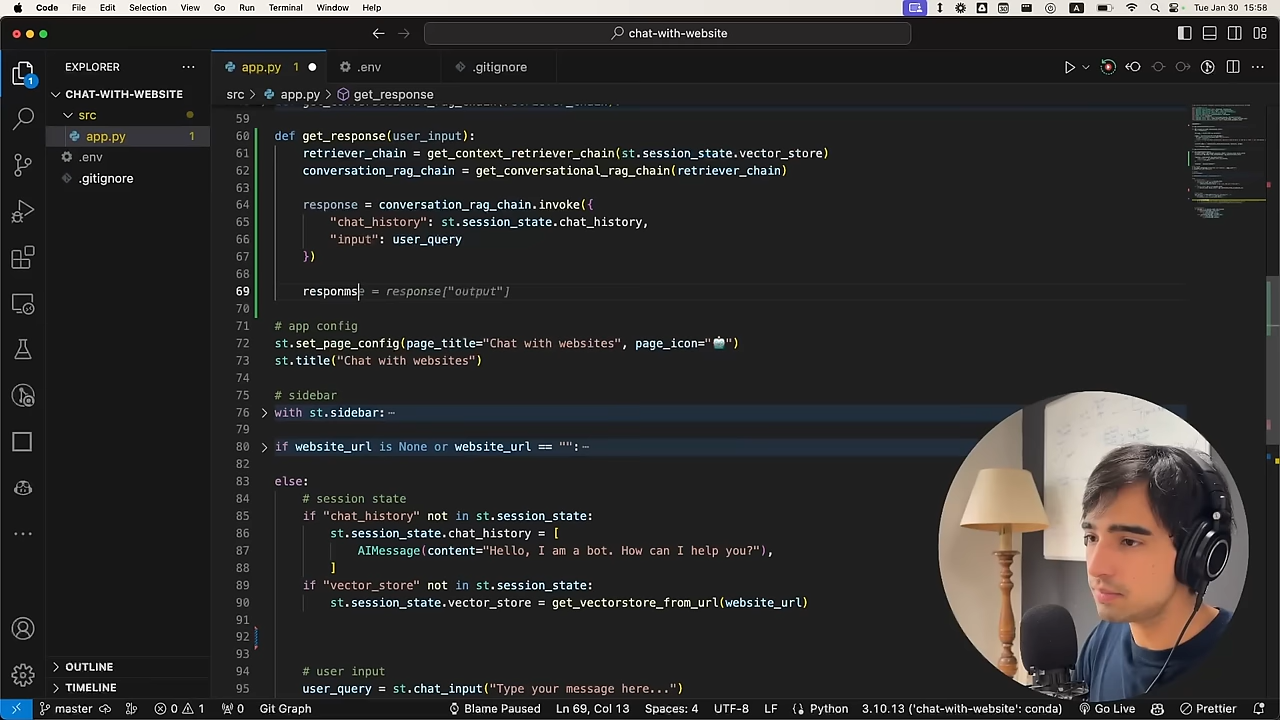 Code File Edit Selection View Go Run Terminal Window Help Tue Jan 30 15:58
chat-with-website
EXPLORER
app.py 1
.env
.gitignore
CHAT-WITH-WEBSITE
src
app.py 1
.env
.gitignore
src > app.py > get_response
59
60 def get_response(user_input):
61 retriever_chain = get_context_retriever_chain(st.session_state.vector_store)
62 conversation_rag_chain = get_conversational_rag_chain(retriever_chain)
63
64 response = conversation_rag_chain.invoke({
65 "chat_history": st.session_state.chat_history,
66 "input": user_query
67 })
68
69 responmse = response["output"]
70
71 # app config
72 st.set_page_config(page_title="Chat with websites", page_icon="🤖")
73 st.title("Chat with websites")
74
75 # sidebar
76 with st.sidebar:
79
80 if website_url is None or website_url == "":
82
83 else:
84 # session state
85 if "chat_history" not in st.session_state:
86 st.session_state.chat_history = [
87 AIMessage(content="Hello, I am a bot. How can I help you?"),
88 ]
89 if "vector_store" not in st.session_state:
90 st.session_state.vector_store = get_vectorstore_from_url(website_url)
91
92
93
94 # user input
95 user_query = st.chat_input("Type your message here...")
OUTLINE
TIMELINE
1
master 0 1 0 Git Graph Blame Paused Ln 69, Col 13 Spaces: 4 UTF-8 LF Python 3.10.13 ('chat-with-website': conda) Go Live Prettier